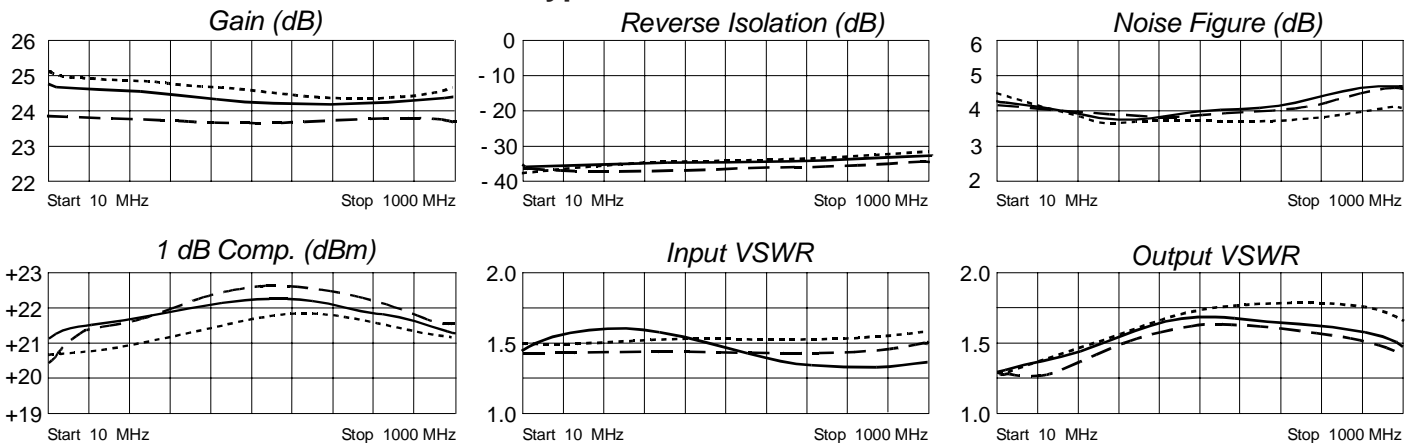 Gain (dB)
26
25
24
23
22
Start 10 MHz Stop 1000 MHz
Reverse Isolation (dB)
0
- 10
- 20
- 30
- 40
Start 10 MHz Stop 1000 MHz
Noise Figure (dB)
6
5
4
3
2
Start 10 MHz Stop 1000 MHz
1 dB Comp. (dBm)
+23
+22
+21
+20
+19
Start 10 MHz Stop 1000 MHz
Input VSWR
2.0
1.5
1.0
Start 10 MHz Stop 1000 MHz
Output VSWR
2.0
1.5
1.0
Start 10 MHz Stop 1000 MHz